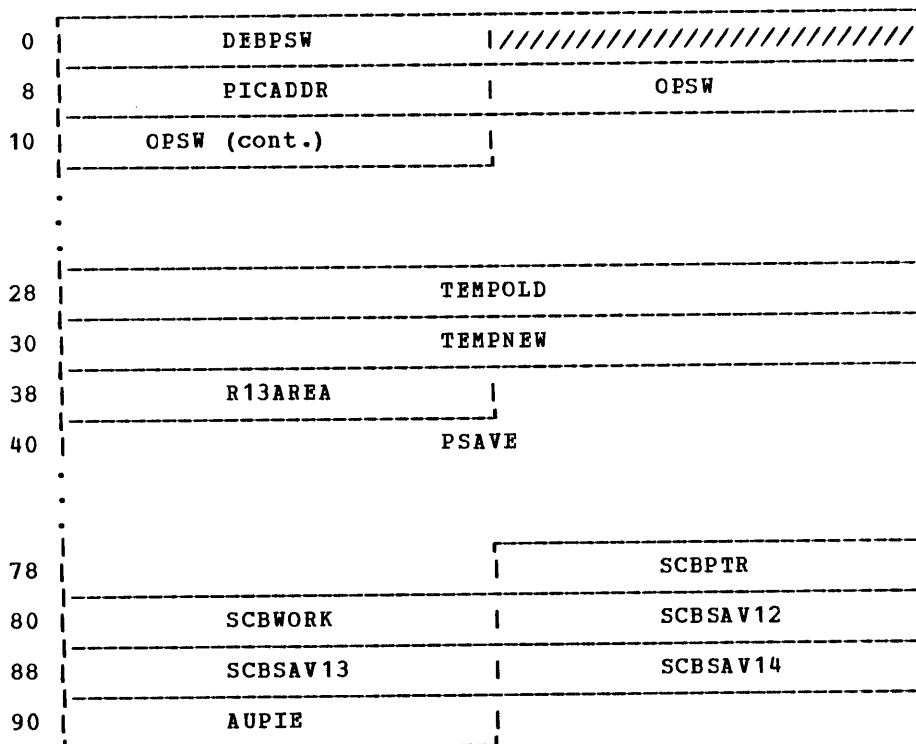 0 DEBPSW ///////////////////////////
8 PICADDR OPSW
10 OPSW (cont.)
28 TEMPOLD
30 TEMPNEW
38 R13AREA
40 PSAVE
78 SCBPTR
80 SCBWORK SCBSAV12
88 SCBSAV13 SCBSAV14
90 AUPIE